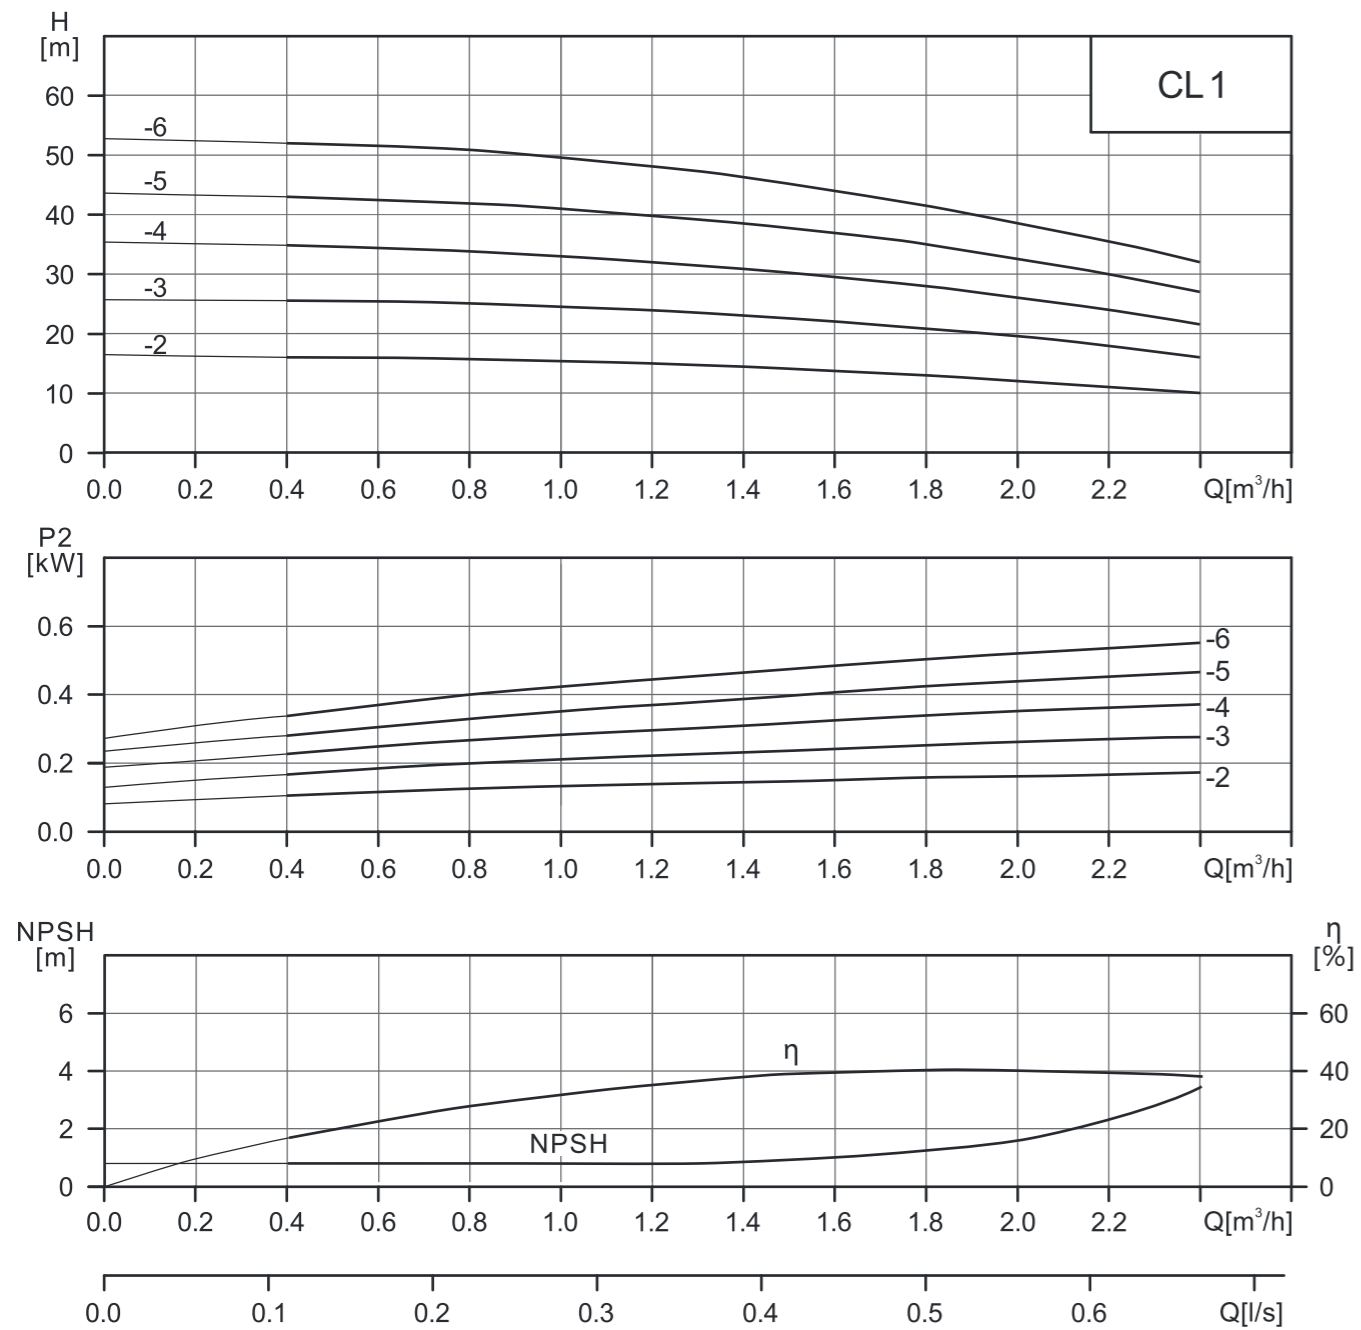 H
[m]
CL 1
60
-6
50
-5
40
-4
30
-3
20
-2
10
0
0.0 0.2 0.4 0.6 0.8 1.0 1.2 1.4 1.6 1.8 2.0 2.2 Q[m³/h]
P2
[kW]
0.6
-6
-5
0.4
-4
-3
0.2
-2
0.0
0.0 0.2 0.4 0.6 0.8 1.0 1.2 1.4 1.6 1.8 2.0 2.2 Q[m³/h]
NPSH η
[m] [%]
6 60
η
4 40
2 20
NPSH
0 0
0.0 0.2 0.4 0.6 0.8 1.0 1.2 1.4 1.6 1.8 2.0 2.2 Q[m³/h]
0.0 0.1 0.2 0.3 0.4 0.5 0.6 Q[l/s]